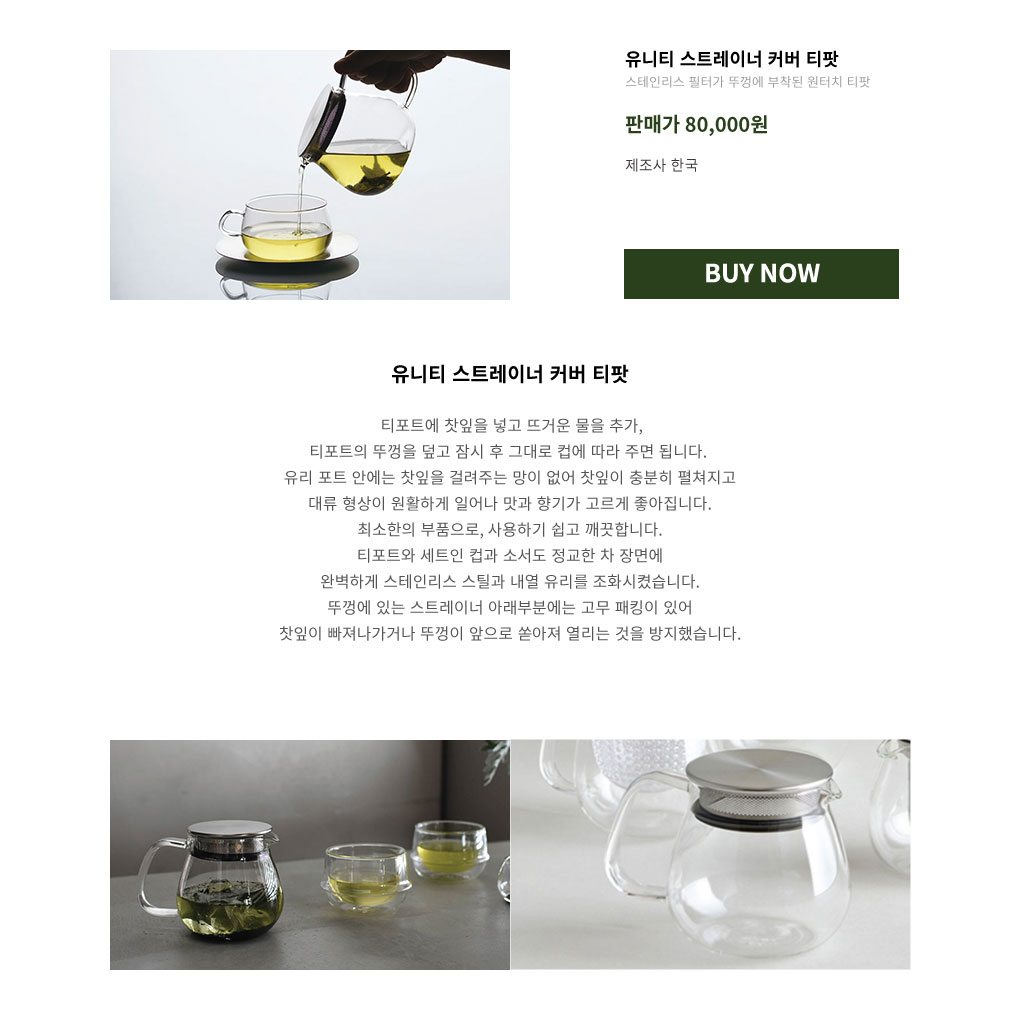 유니티 스트레이너 커버 티팟
스테인리스 필터가 뚜껑에 부착된 원터치 티팟
판매가 80,000원
제조사 한국
BUY NOW
유니티 스트레이너 커버 티팟
티포트에 찻잎을 넣고 뜨거운 물을 추가,
티포트의 뚜껑을 덮고 잠시 후 그대로 컵에 따라 주면 됩니다.
유리 포트 안에는 찻잎을 걸려주는 망이 없어 찻잎이 충분히 펼쳐지고
대류 형상이 원활하게 일어나 맛과 향기가 고르게 좋아집니다.
최소한의 부품으로, 사용하기 쉽고 깨끗합니다.
티포트와 세트인 컵과 소서도 정교한 차 장면에
완벽하게 스테인리스 스틸과 내열 유리를 조화시켰습니다.
뚜껑에 있는 스트레이너 아래부분에는 고무 패킹이 있어
찻잎이 빠져나가거나 뚜껑이 앞으로 쏟아져 열리는 것을 방지했습니다.